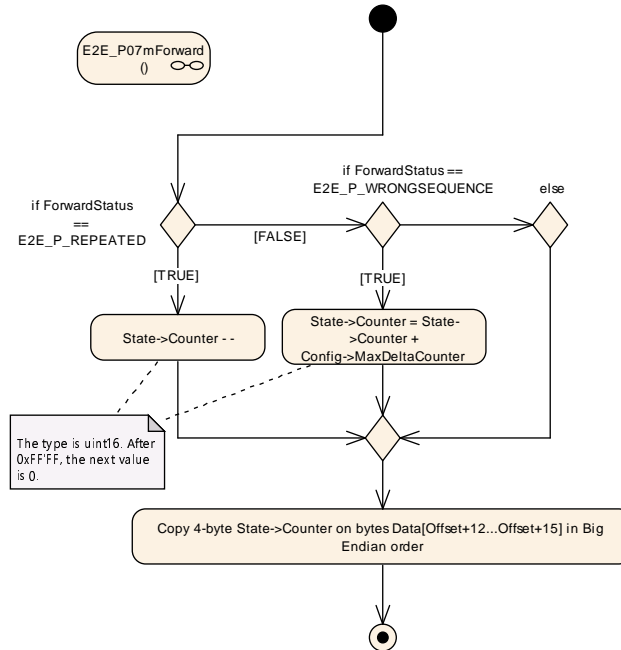 E2E_P07mForward
()
if ForwardStatus
==
E2E_P_REPEATED
if ForwardStatus ==
E2E_P_WRONGSEQUENCE
else
[FALSE]
[TRUE]
[TRUE]
State->Counter - -
State->Counter = State-
>Counter +
Config->MaxDeltaCounter
The type is uint16. After
0xFF'FF, the next value
is 0.
Copy 4-byte State->Counter on bytes Data[Offset+12...Offset+15] in Big
Endian order